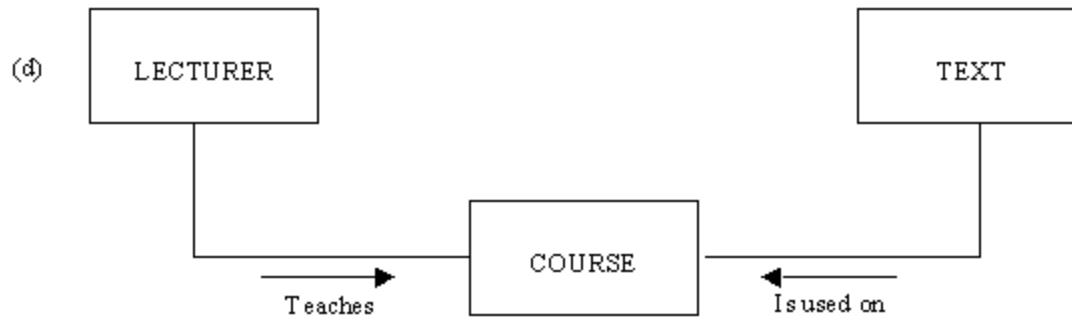 (d)
LECTURER
TEXT
COURSE
Teaches
Is used on